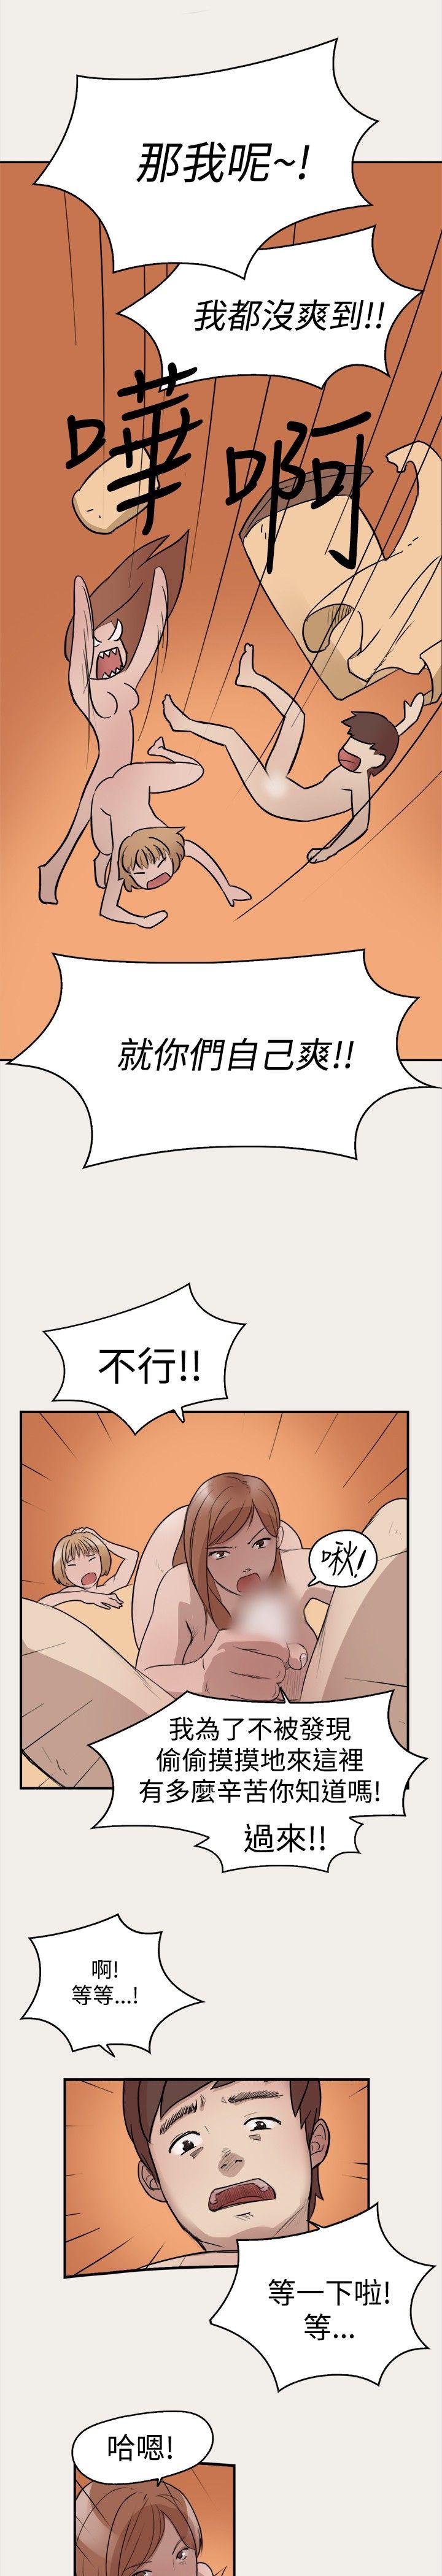 那我呢~!
我都沒爽到!!
嘩啊
就你們自己爽!!
不行!!
啾!
我為了不被發現
偷偷摸摸地來這裡
有多麼辛苦你知道嗎!
過來!!
啊!
等等...!
等一下啦!
等...
哈嗯!